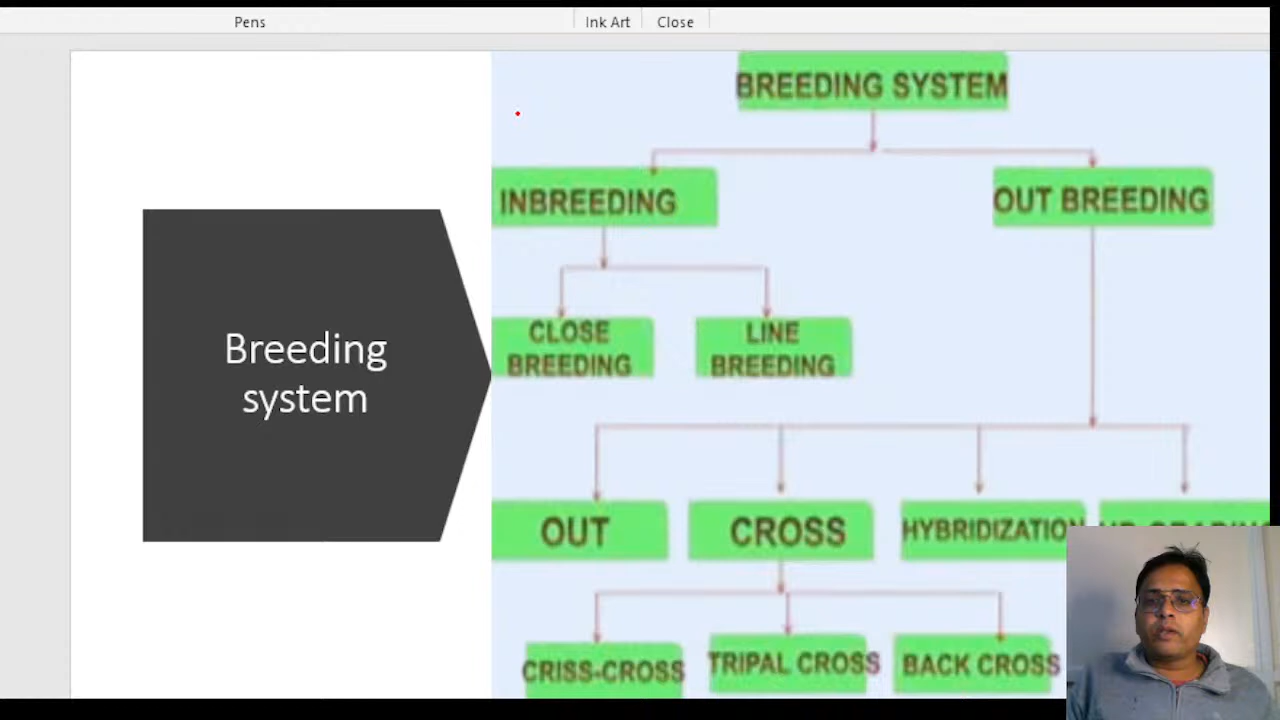 Pens
Ink Art
Close
BREEDING SYSTEM
INBREEDING
OUT BREEDING
Breeding
system
CLOSE
BREEDING
LINE
BREEDING
OUT
CROSS
HYBRIDIZATION
CRISS-CROSS
TRIPAL CROSS
BACK CROSS